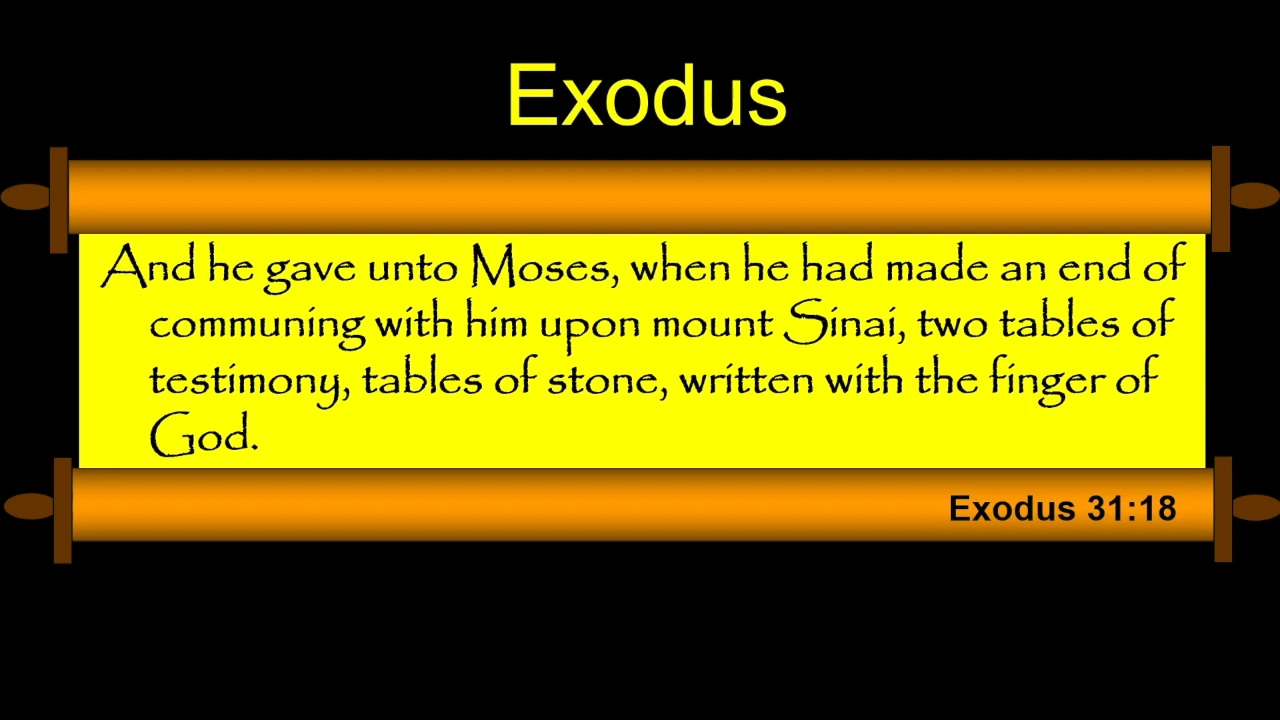 Exodus
And he gave unto Moses, when he had made an end of
communing with him upon mount Sinai, two tables of
testimony, tables of stone, written with the finger of
God.
Exodus 31:18